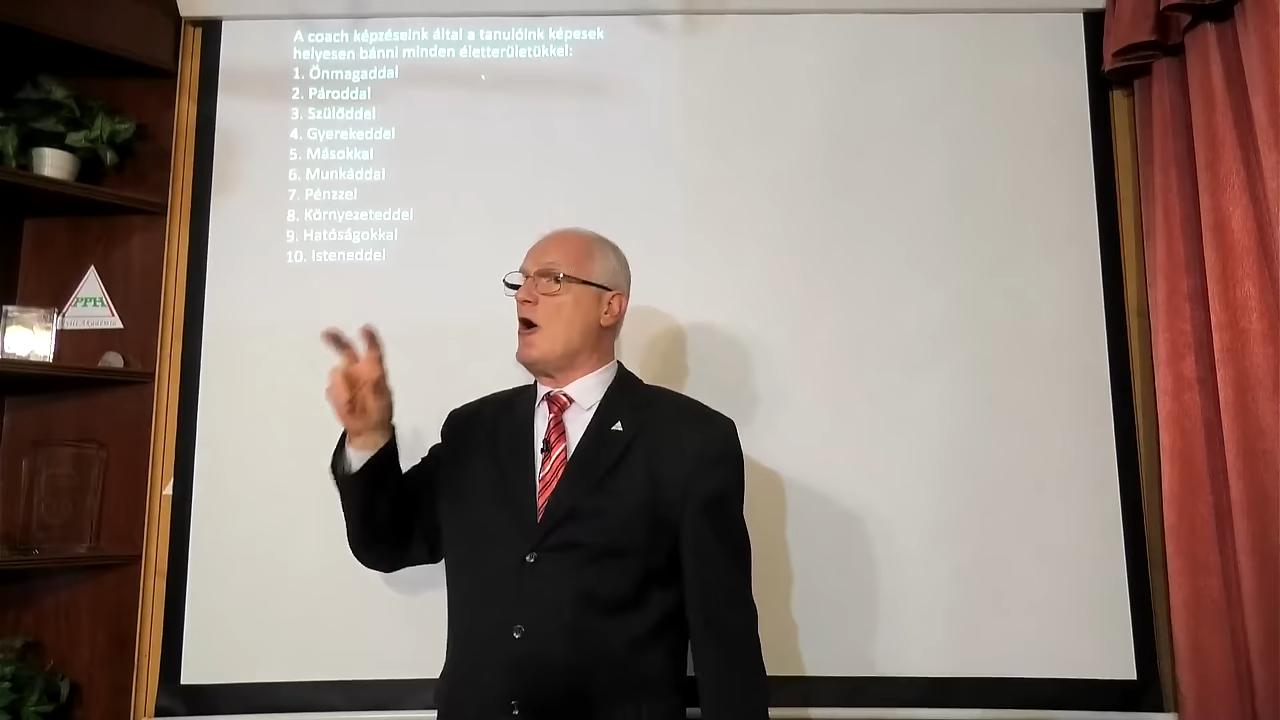 A coach képzéseink által a tanulóink képesek
helyesen bánni minden életterületükkel:
1. Önmagaddal
2. Pároddal
3. Szülőddel
4. Gyerekeddel
5. Másokkal
6. Munkáddal
7. Pénzzel
8. Környezeteddel
9. Hatóságokkal
10. Isteneddel
PPH